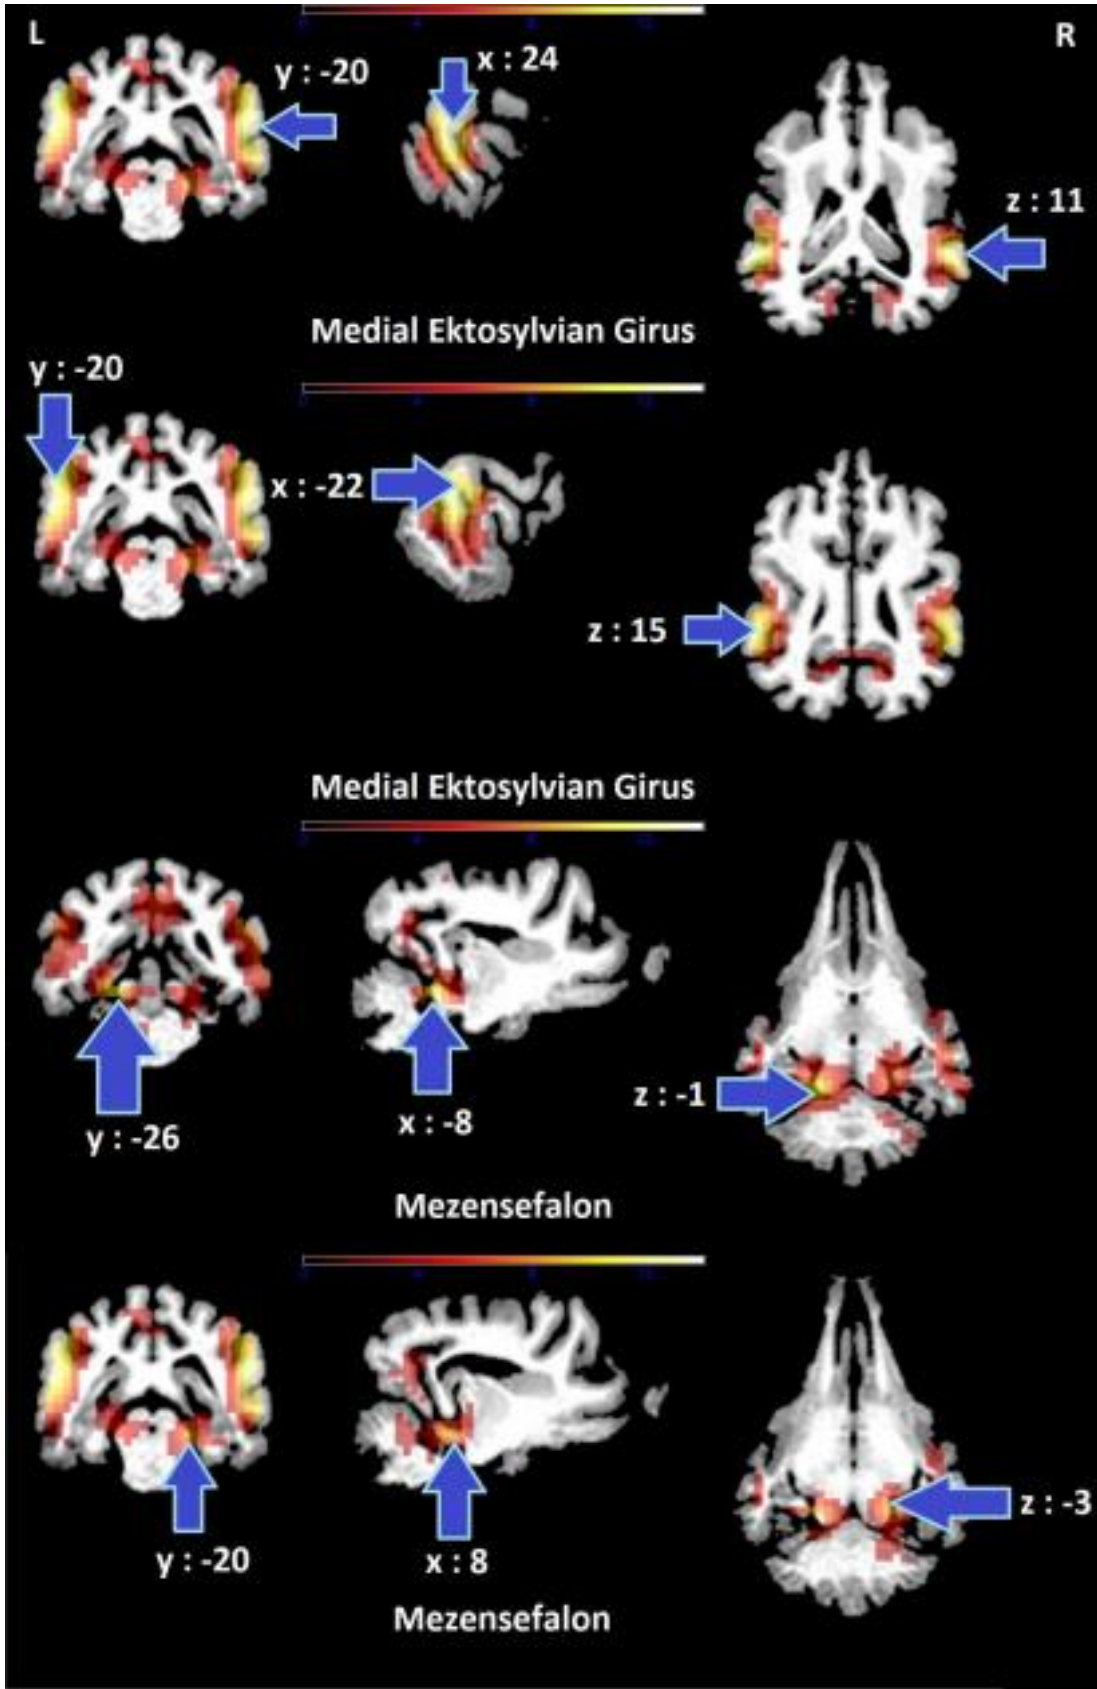 L
R
y : -20
x : 24
z : 11
Medial Ektosylvian Girus
y : -20
x : -22
z : 15
Medial Ektosylvian Girus
y : -26
x : -8
z : -1
Mezensefalon
y : -20
x : 8
z : -3
Mezensefalon